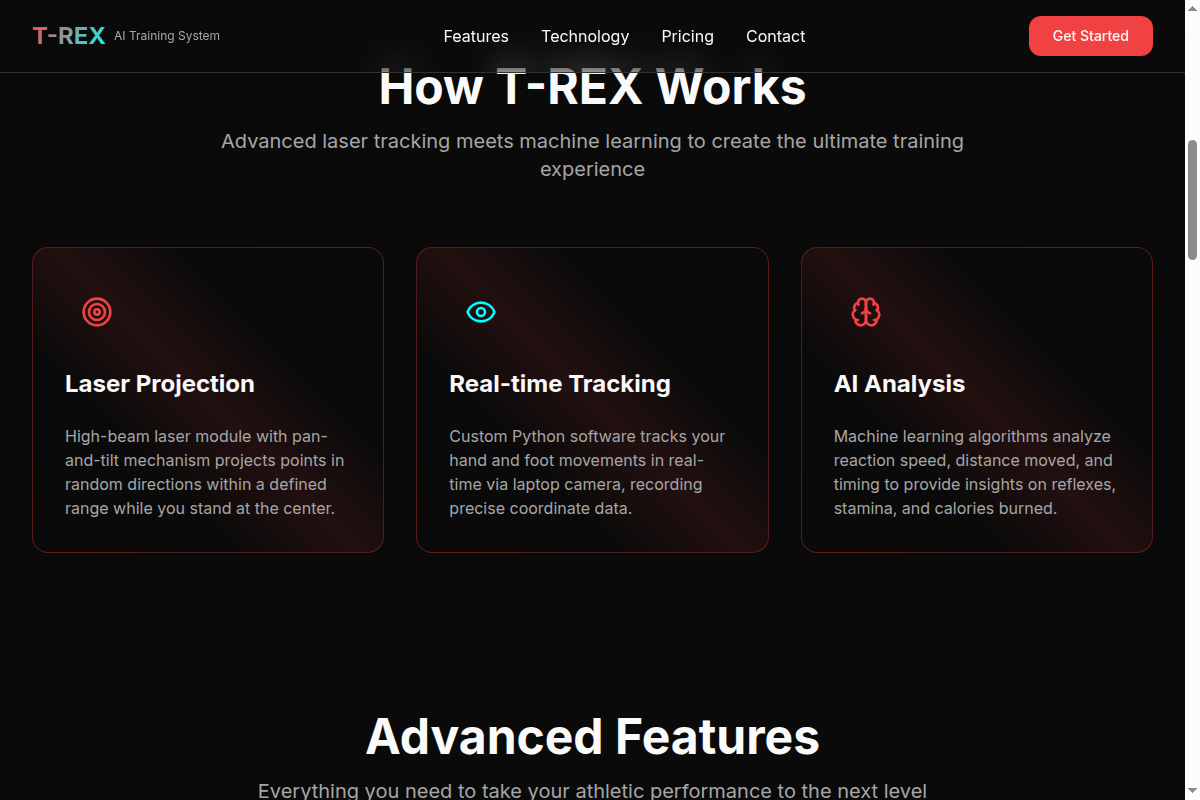 T-REX AI Training System Features Technology Pricing Contact Get Started
How T-REX Works
Advanced laser tracking meets machine learning to create the ultimate training
experience
Laser Projection
High-beam laser module with pan-
and-tilt mechanism projects points in
random directions within a defined
range while you stand at the center.
Real-time Tracking
Custom Python software tracks your
hand and foot movements in real-
time via laptop camera, recording
precise coordinate data.
AI Analysis
Machine learning algorithms analyze
reaction speed, distance moved, and
timing to provide insights on reflexes,
stamina, and calories burned.
Advanced Features
Everything you need to take your athletic performance to the next level